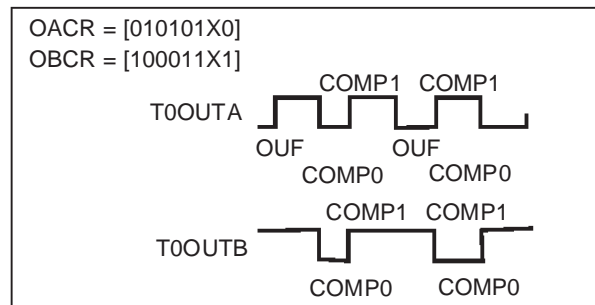 OACR = [010101X0]
OBCR = [100011X1]
COMP1 COMP1
T0OUTA
OUF OUF
COMP0 COMP0
COMP1 COMP1
T0OUTB
COMP0 COMP0